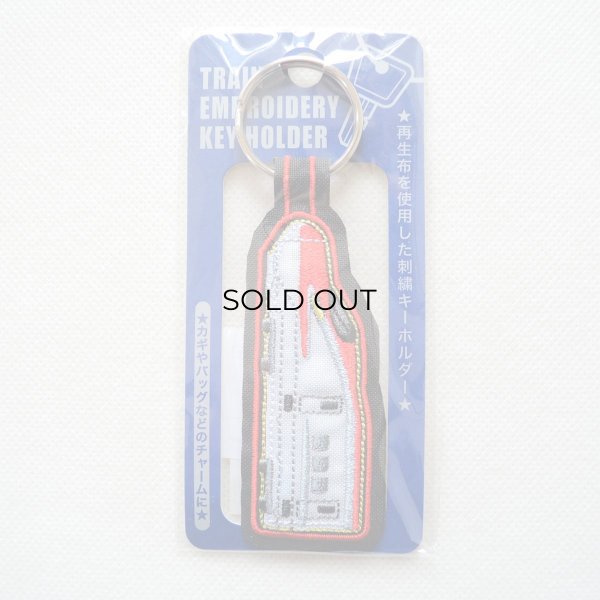 TRAIN
EMBROIDERY
KEY HOLDER
★再生布を使用した刺繍キーホルダー★
SOLD OUT
★カギやバッグなどのチャームに★